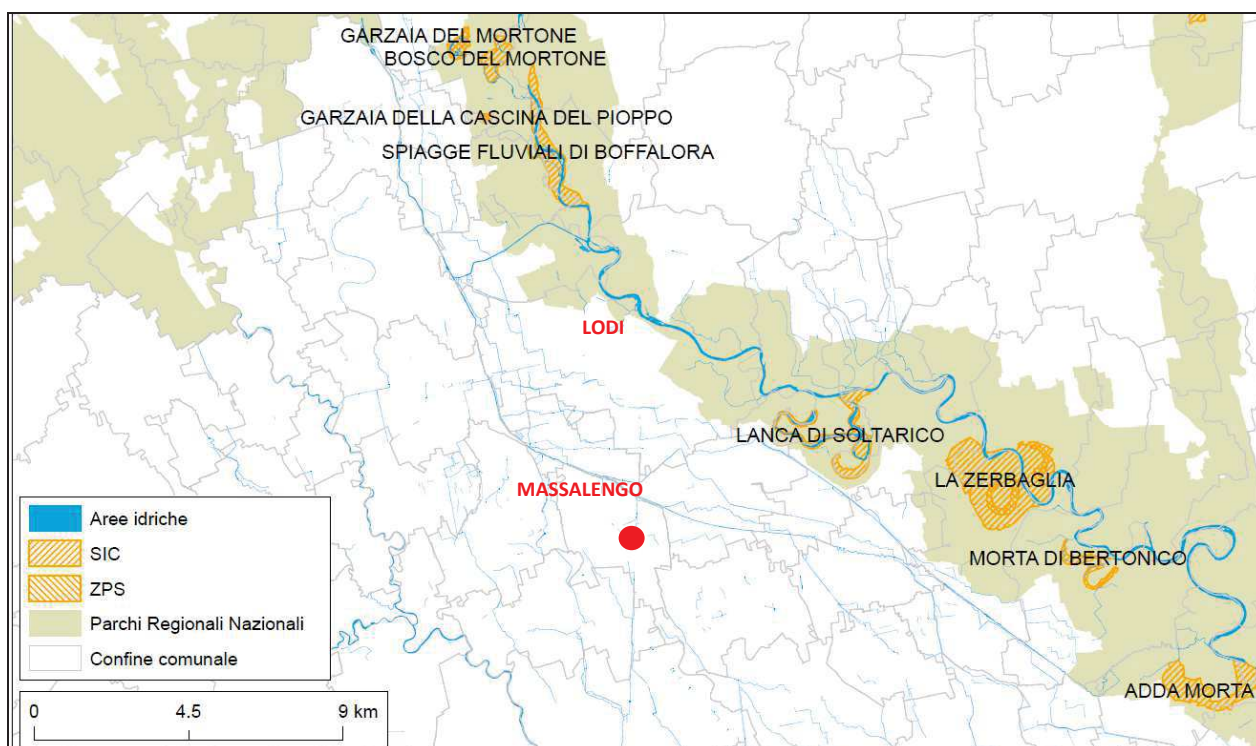 GARZAIA DEL MORTONE
BOSCO DEL MORTONE
GARZAIA DELLA CASCINA DEL PIOPPO
SPIAGGE FLUVIALI DI BOFFALORA
LODI
LANCA DI SOLTARICO
LA ZERBAGLIA
MASSALENGO
MORTA DI BERTONICO
ADDA MORTA
Aree idriche
SIC
ZPS
Parchi Regionali Nazionali
Confine comunale
0 4.5 9 km